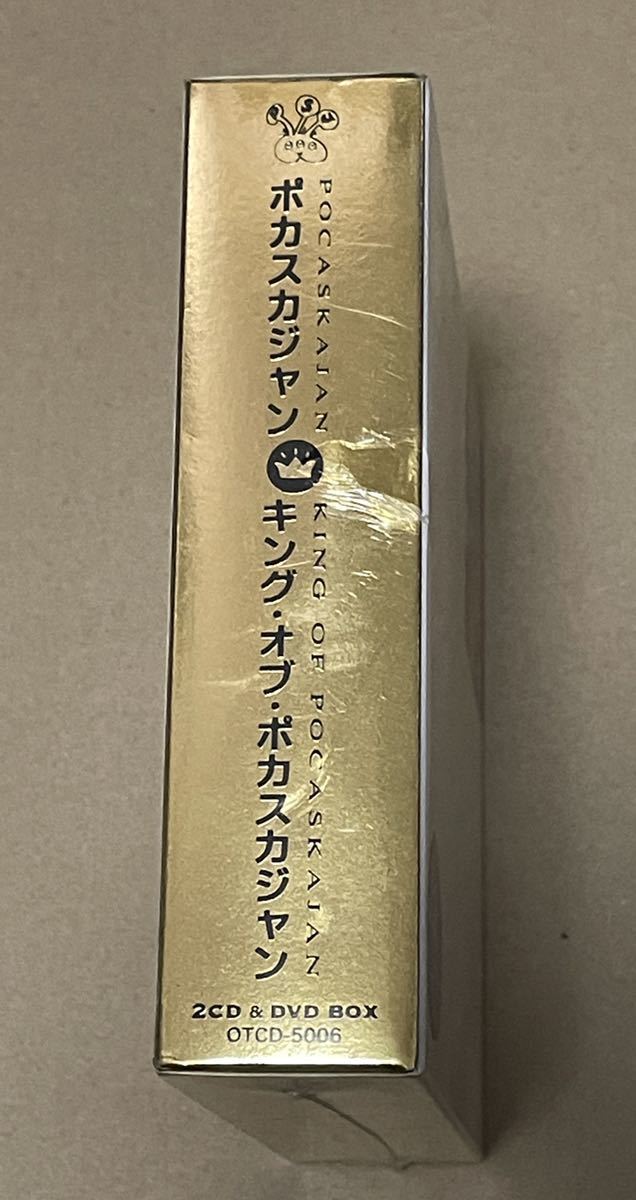 POCASKAJAN KING OF POCASKAJAN
ポカスカジャン キング・オブ・ポカスカジャン
2CD & DVD BOX
OTCD-5006